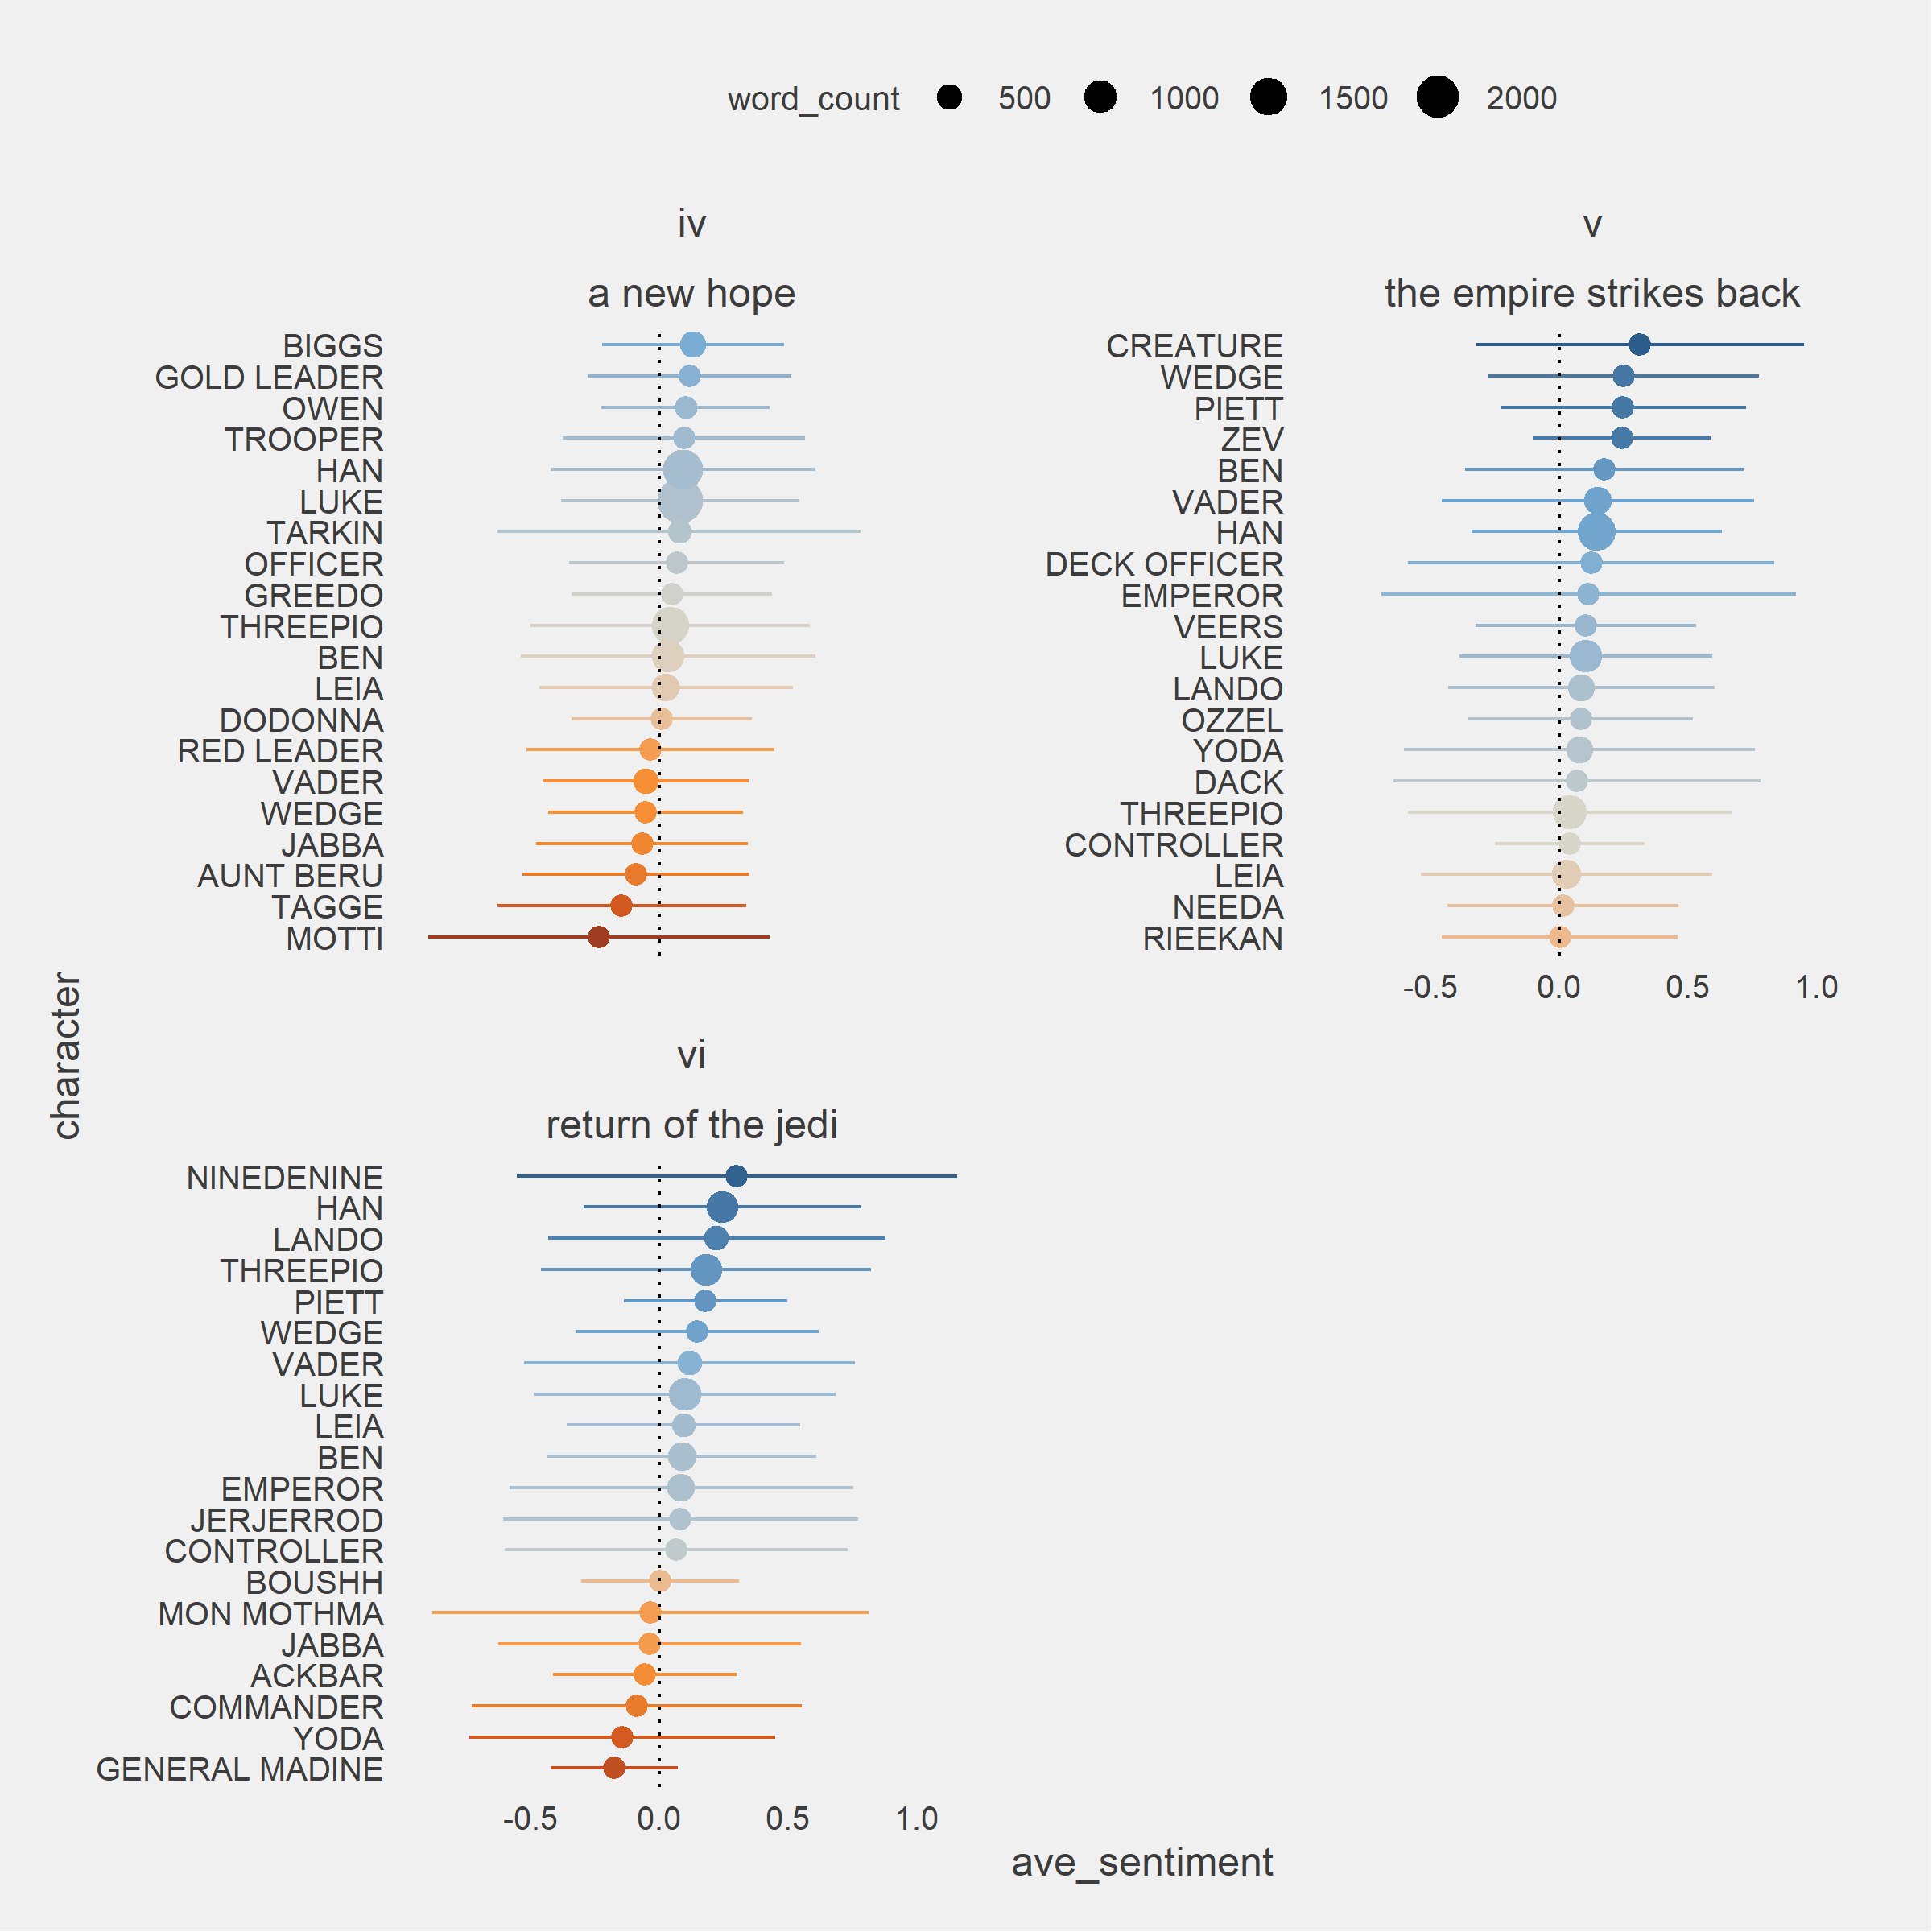 word_count 500 1000 1500 2000
iv
a new hope
BIGGS
GOLD LEADER
OWEN
TROOPER
HAN
LUKE
TARKIN
OFFICER
GREEDO
THREEPIO
BEN
LEIA
DODONNA
RED LEADER
VADER
WEDGE
JABBA
AUNT BERU
TAGGE
MOTTI
v
the empire strikes back
CREATURE
WEDGE
PIETT
ZEV
BEN
VADER
HAN
DECK OFFICER
EMPEROR
VEERS
LUKE
LANDO
OZZEL
YODA
DACK
THREEPIO
CONTROLLER
LEIA
NEEDA
RIEEKAN
-0.5 0.0 0.5 1.0
character
vi
return of the jedi
NINEDENINE
HAN
LANDO
THREEPIO
PIETT
WEDGE
VADER
LUKE
LEIA
BEN
EMPEROR
JERJERROD
CONTROLLER
BOUSHH
MON MOTHMA
JABBA
ACKBAR
COMMANDER
YODA
GENERAL MADINE
-0.5 0.0 0.5 1.0
ave_sentiment